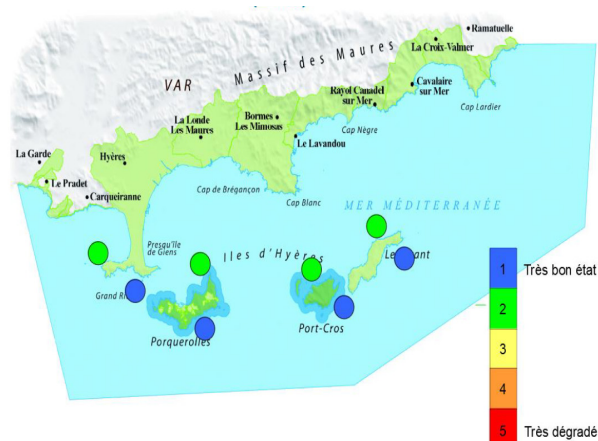 Ramatuelle
La Croix-Valmer
Massif des Maures
VAR
Cavalaire
sur Mer
Rayol Canadel
sur Mer
Cap Lardier
Bormes
Les Mimosas
La Londe
Les Maures
Cap Nègre
Le Lavandou
La Garde
Hyères
Le Pradet
Carqueiranne
Cap de Brégançon
Cap Blanc
MER MÉDITERRANÉE
Presqu'île
de Giens
Iles d'Hyères
Grand
Porquerolles
Port-Cros
1 Très bon état
2
3
4
5 Très dégradé